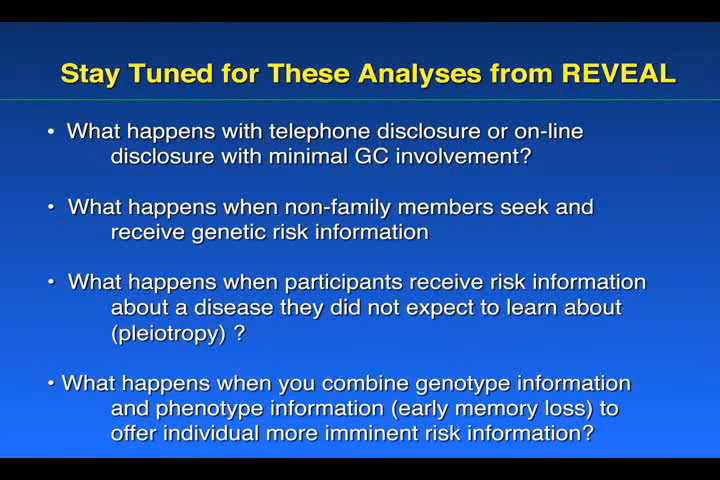 Stay Tuned for These Analyses from REVEAL
• What happens with telephone disclosure or on-line
disclosure with minimal GC involvement?
• What happens when non-family members seek and
receive genetic risk information
• What happens when participants receive risk information
about a disease they did not expect to learn about
(pleiotropy) ?
• What happens when you combine genotype information
and phenotype information (early memory loss) to
offer individual more imminent risk information?